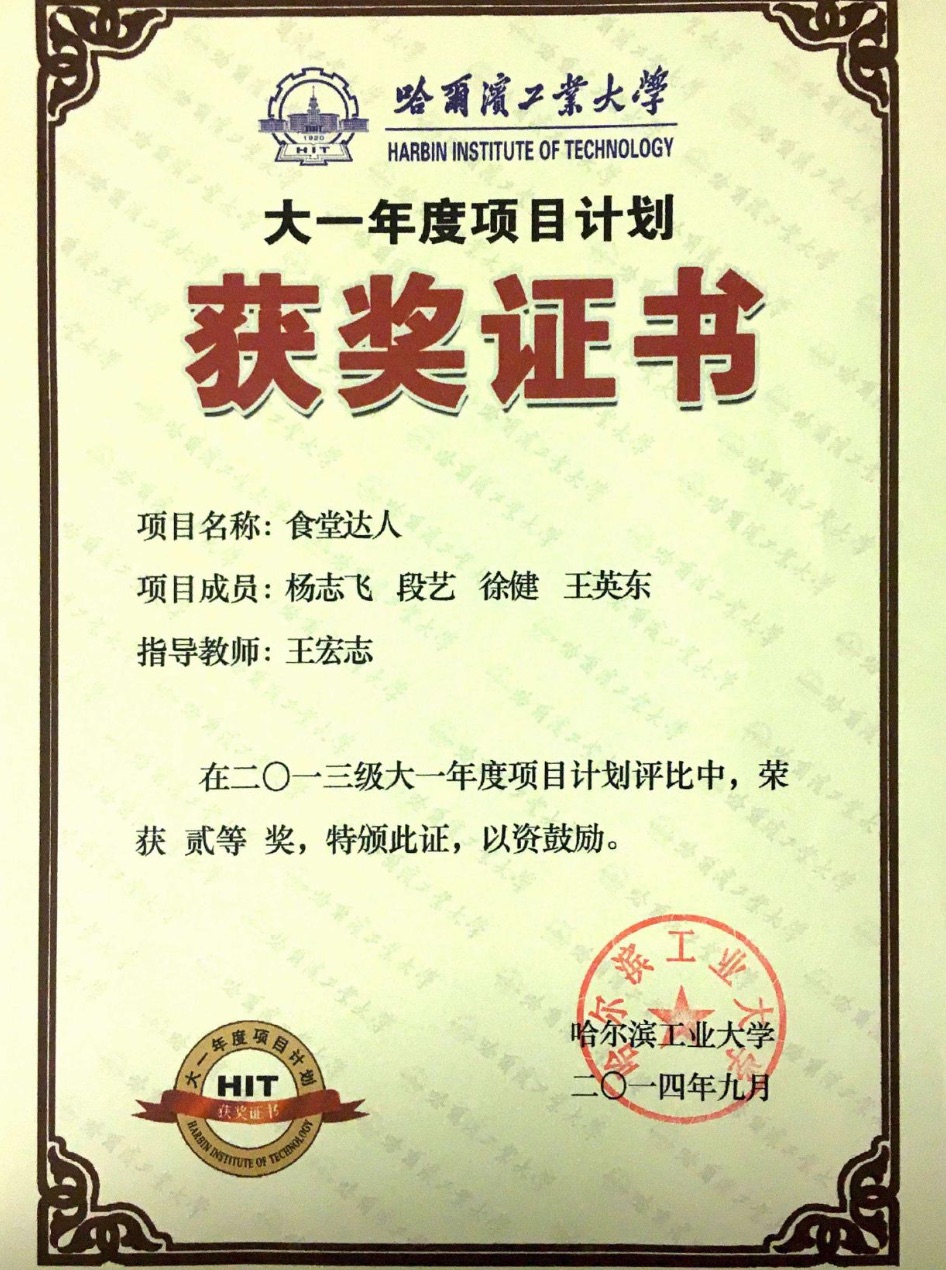 哈爾濱工業大學
1920
HIT
HARBIN INSTITUTE OF TECHNOLOGY
大一年度项目计划
获奖证书
项目名称：食堂达人
项目成员：杨志飞 段艺 徐健 王英东
指导教师：王宏志
在二〇一三级大一年度项目计划评比中，荣
获 贰等 奖，特颁此证，以资鼓励。
哈尔滨工业大学
哈尔滨工业大学
二〇一四年九月
大一年度项目计划
HIT
获奖证书
HARBIN INSTITUTE OF TECHNOLOGY